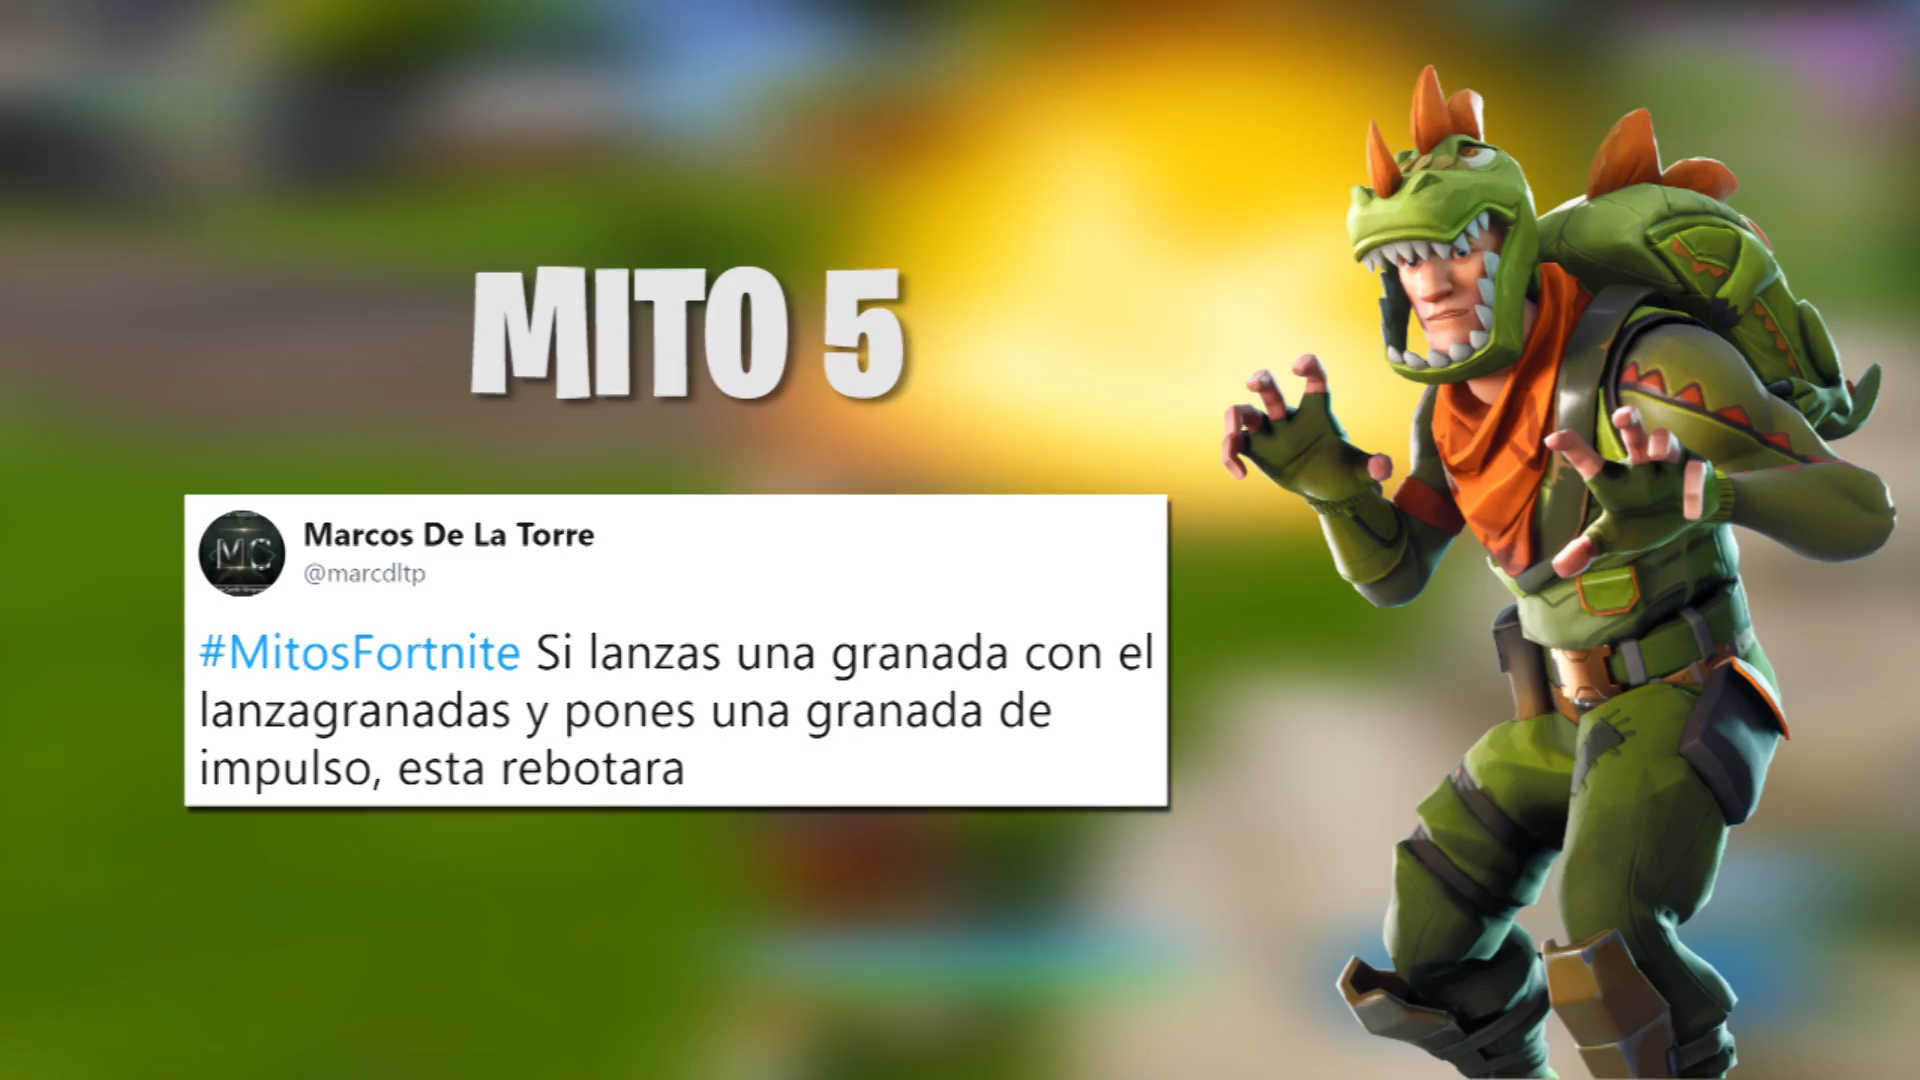 MITO 5
MC
Marcos De La Torre
@marcdltp
#MitosFortnite Si lanzas una granada con el
lanzagranadas y pones una granada de
impulso, esta rebotara